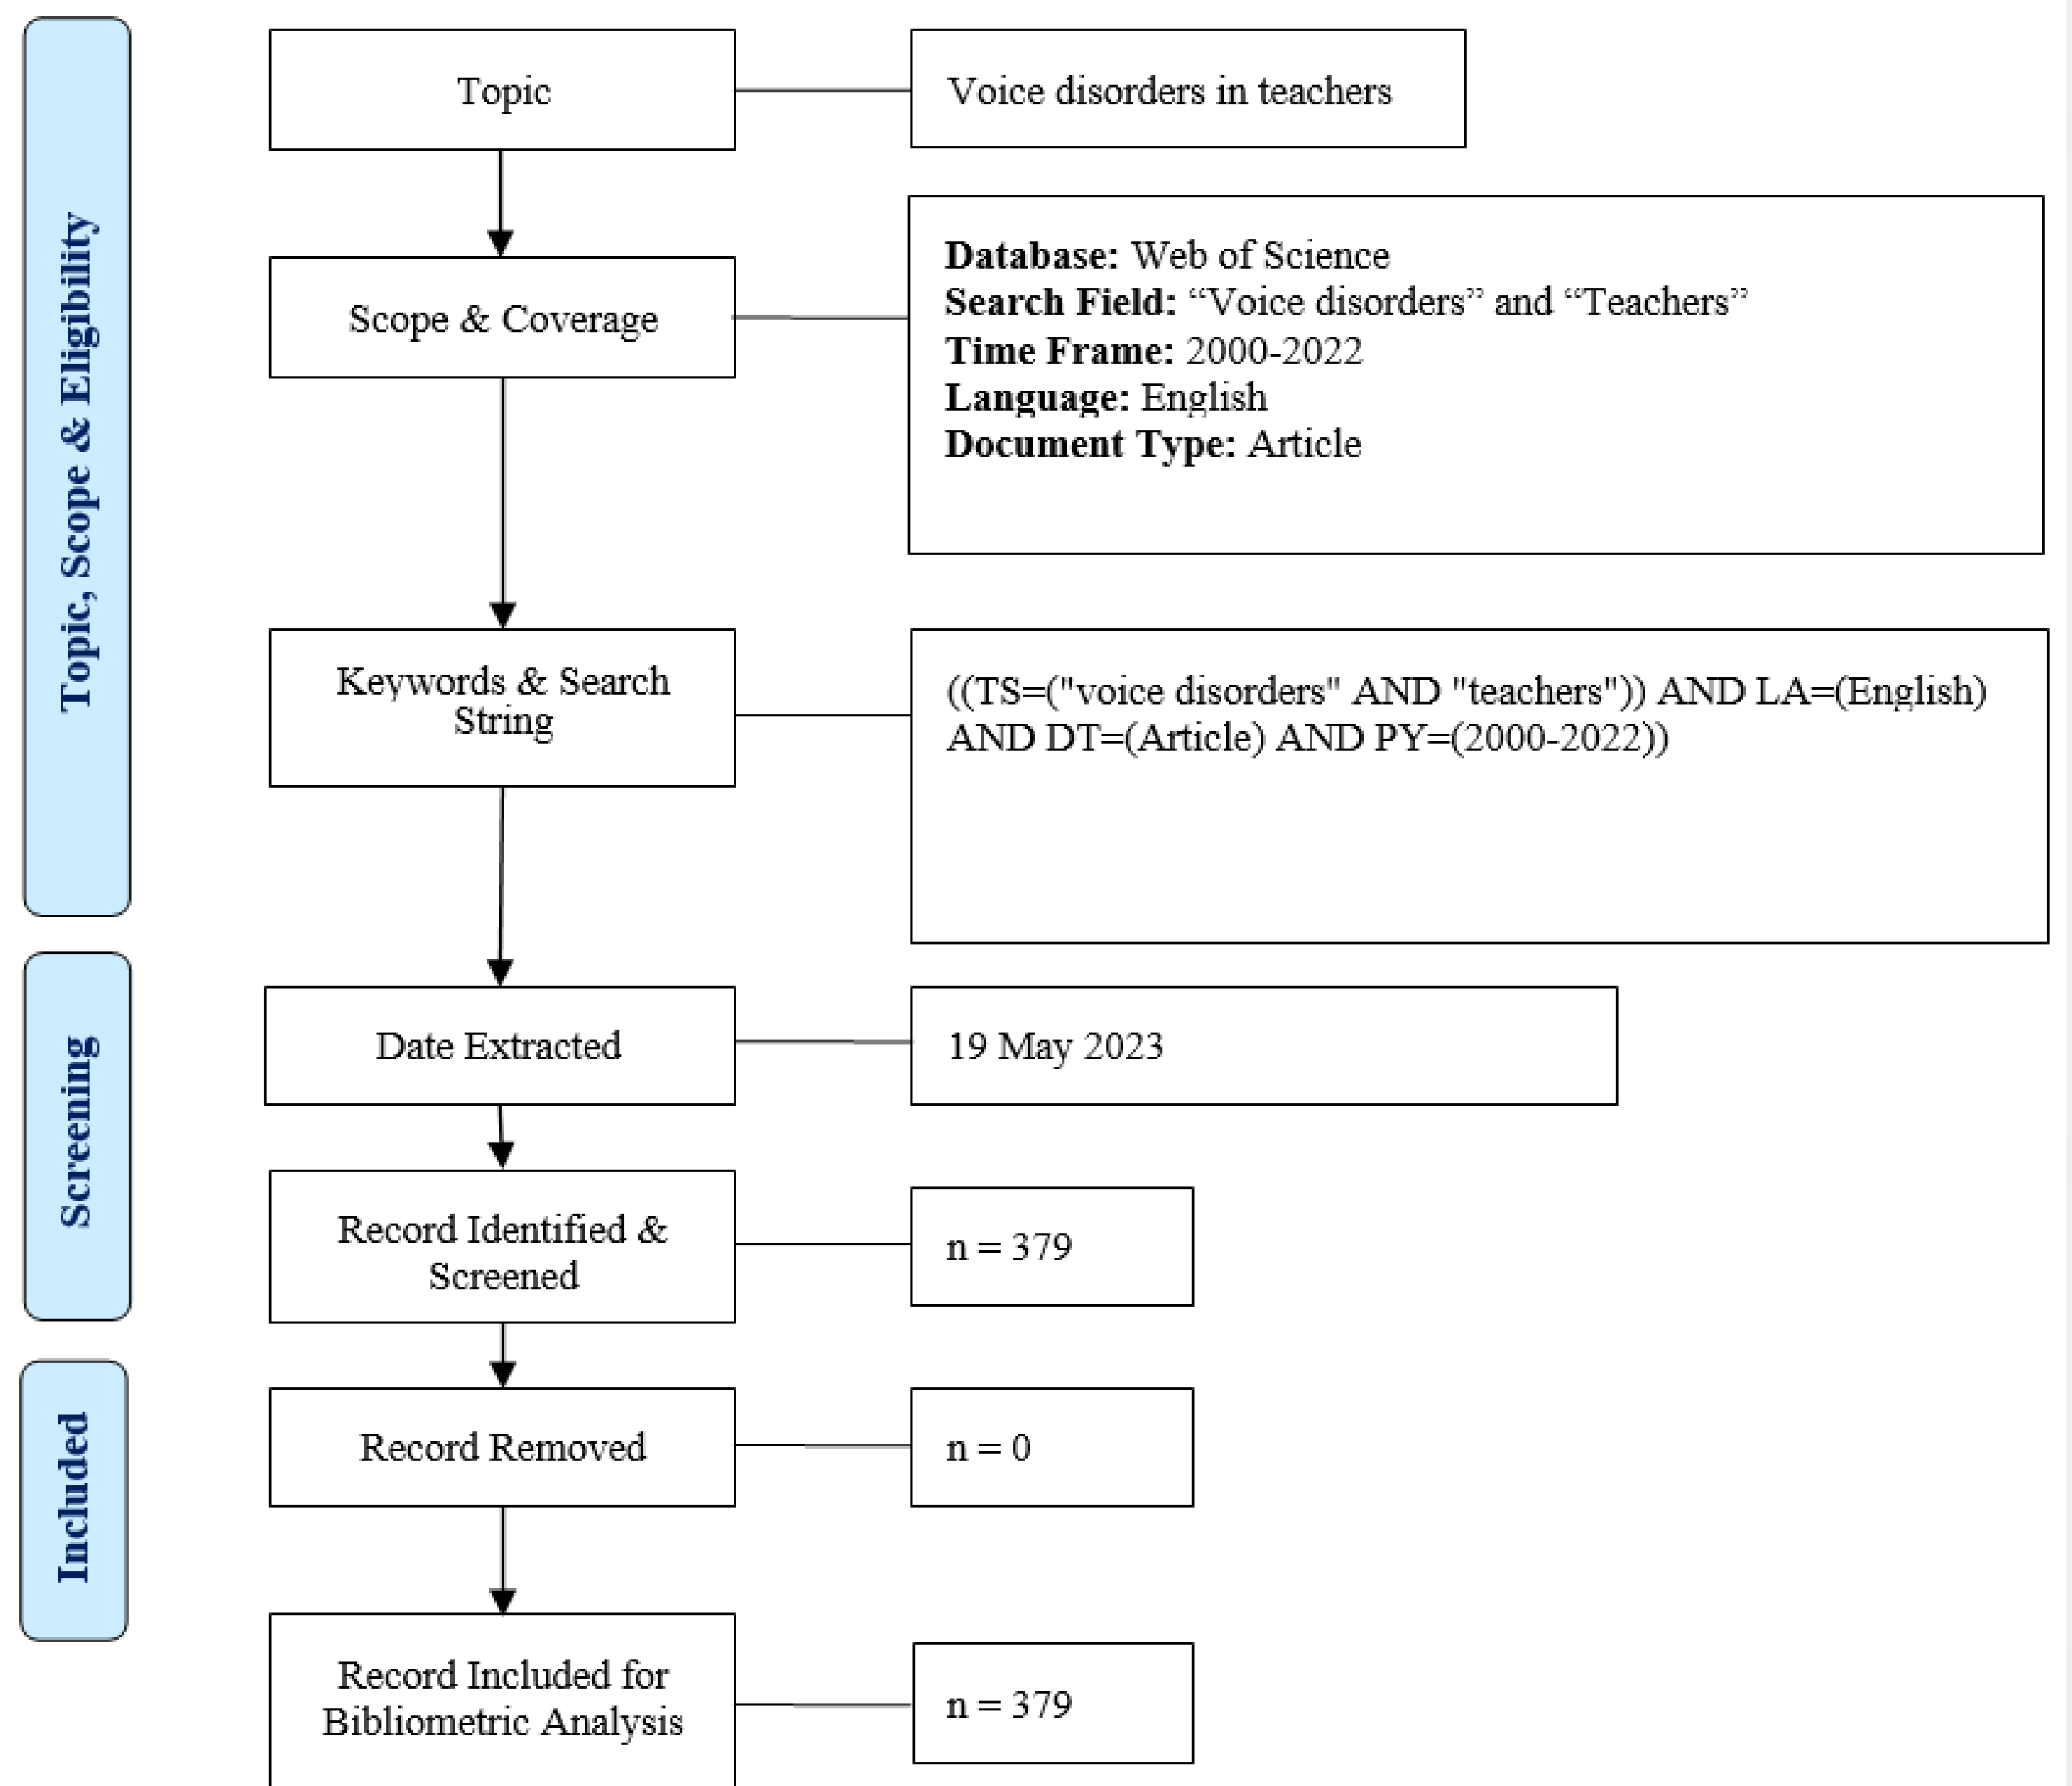 Topic, Scope & Eligibility
Topic
Voice disorders in teachers
Scope & Coverage
Database: Web of Science
Search Field: “Voice disorders” and “Teachers”
Time Frame: 2000-2022
Language: English
Document Type: Article
Keywords & Search
String
((TS=("voice disorders" AND "teachers")) AND LA=(English)
AND DT=(Article) AND PY=(2000-2022))
Screening
Date Extracted
19 May 2023
Record Identified &
Screened
n = 379
Included
Record Removed
n = 0
Record Included for
Bibliometric Analysis
n = 379